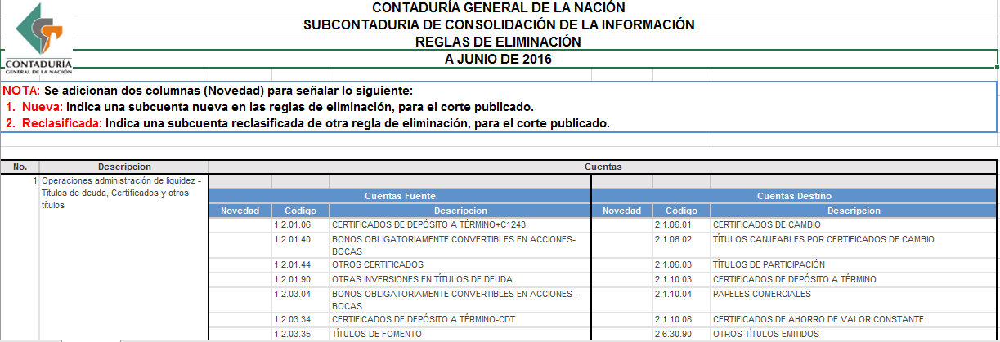 CONTADURÍA GENERAL DE LA NACIÓN
SUBCONTADURIA DE CONSOLIDACIÓN DE LA INFORMACIÓN
REGLAS DE ELIMINACIÓN
A JUNIO DE 2016
CONTADURÍA
GENERAL DE LA NACIÓN
NOTA: Se adicionan dos columnas (Novedad) para señalar lo siguiente:
1. Nueva: Indica una subcuenta nueva en las reglas de eliminación, para el corte publicado.
2. Reclasificada: Indica una subcuenta reclasificada de otra regla de eliminación, para el corte publicado.
No. Descripcion Cuentas
1 Operaciones administración de liquidez -
Títulos de deuda, Certificados y otros
títulos
Cuentas Fuente Cuentas Destino
Novedad Código Descripcion Novedad Código Descripcion
1.2.01.06 CERTIFICADOS DE DEPÓSITO A TÉRMINO+C1243 2.1.06.01 CERTIFICADOS DE CAMBIO
1.2.01.40 BONOS OBLIGATORIAMENTE CONVERTIBLES EN ACCIONES- 2.1.06.02 TÍTULOS CANJEABLES POR CERTIFICADOS DE CAMBIO
BOCAS
1.2.01.44 OTROS CERTIFICADOS 2.1.06.03 TÍTULOS DE PARTICIPACIÓN
1.2.01.90 OTRAS INVERSIONES EN TÍTULOS DE DEUDA 2.1.10.03 CERTIFICADOS DE DEPÓSITO A TÉRMINO
1.2.03.04 BONOS OBLIGATORIAMENTE CONVERTIBLES EN ACCIONES - 2.1.10.04 PAPELES COMERCIALES
BOCAS
1.2.03.34 CERTIFICADOS DE DEPÓSITO A TÉRMINO-CDT 2.1.10.08 CERTIFICADOS DE AHORRO DE VALOR CONSTANTE
1.2.03.35 TÍTULOS DE FOMENTO 2.6.30.90 OTROS TÍTULOS EMITIDOS